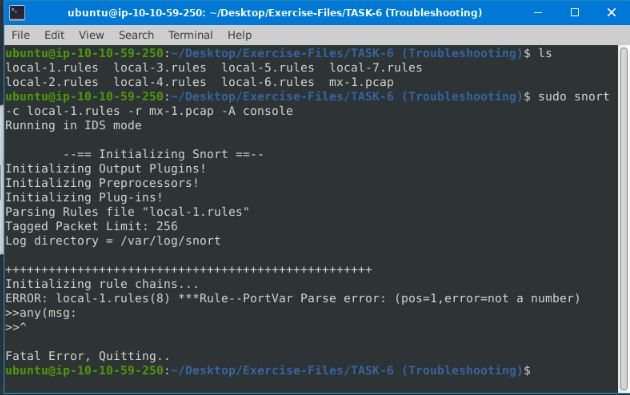 ubuntu@ip-10-10-59-250: ~/Desktop/Exercise-Files/TASK-6 (Troubleshooting)
File Edit View Search Terminal Help
ubuntu@ip-10-10-59-250:~/Desktop/Exercise-Files/TASK-6 (Troubleshooting)$ ls
local-1.rules  local-3.rules  local-5.rules  local-7.rules
local-2.rules  local-4.rules  local-6.rules  mx-1.pcap
ubuntu@ip-10-10-59-250:~/Desktop/Exercise-Files/TASK-6 (Troubleshooting)$ sudo snort
-c local-1.rules -r mx-1.pcap -A console
Running in IDS mode
--== Initializing Snort ==--
Initializing Output Plugins!
Initializing Preprocessors!
Initializing Plug-ins!
Parsing Rules file "local-1.rules"
Tagged Packet Limit: 256
Log directory = /var/log/snort
+++++++++++++++++++++++++++++++++++++++++++++++++++
Initializing rule chains...
ERROR: local-1.rules(8) ***Rule--PortVar Parse error: (pos=1,error=not a number)
>>any(msg:
>>^
Fatal Error, Quitting..
ubuntu@ip-10-10-59-250:~/Desktop/Exercise-Files/TASK-6 (Troubleshooting)$